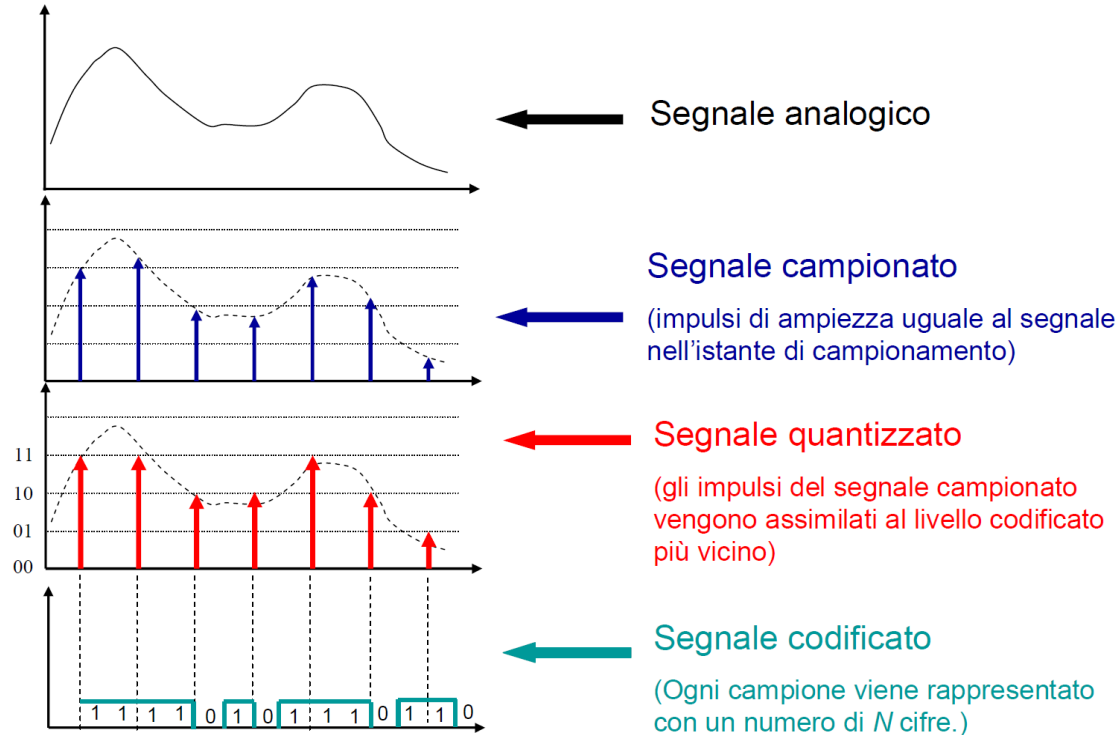 Segnale analogico
Segnale campionato
(impulsi di ampiezza uguale al segnale
nell'istante di campionamento)
11
10
01
00
Segnale quantizzato
(gli impulsi del segnale campionato
vengono assimilati al livello codificato
più vicino)
1 1 1 1 0 1 0 1 1 1 0 1 1 0
Segnale codificato
(Ogni campione viene rappresentato
con un numero di N cifre.)